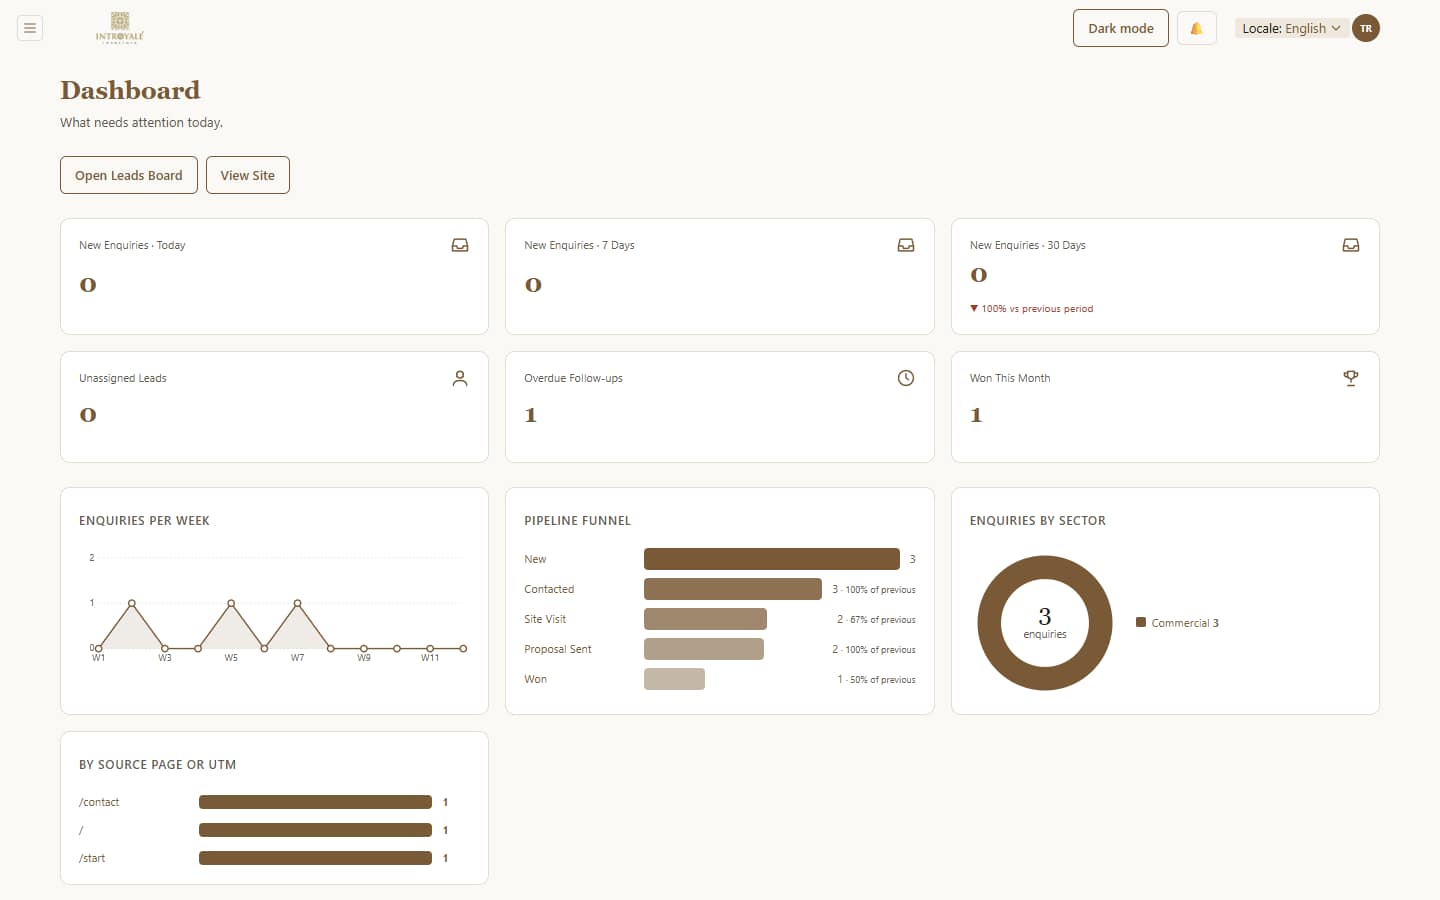 INTROYALE
Dark mode
Locale: English
TR
Dashboard
What needs attention today.
Open Leads Board
View Site
New Enquiries · Today
0
New Enquiries · 7 Days
0
New Enquiries · 30 Days
0
▼ 100% vs previous period
Unassigned Leads
0
Overdue Follow-ups
1
Won This Month
1
ENQUIRIES PER WEEK
2
1
0
W1 W3 W5 W7 W9 W11
PIPELINE FUNNEL
New 3
Contacted 3 · 100% of previous
Site Visit 2 · 67% of previous
Proposal Sent 2 · 100% of previous
Won 1 · 50% of previous
ENQUIRIES BY SECTOR
3
enquiries
Commercial 3
BY SOURCE PAGE OR UTM
/contact 1
/ 1
/start 1